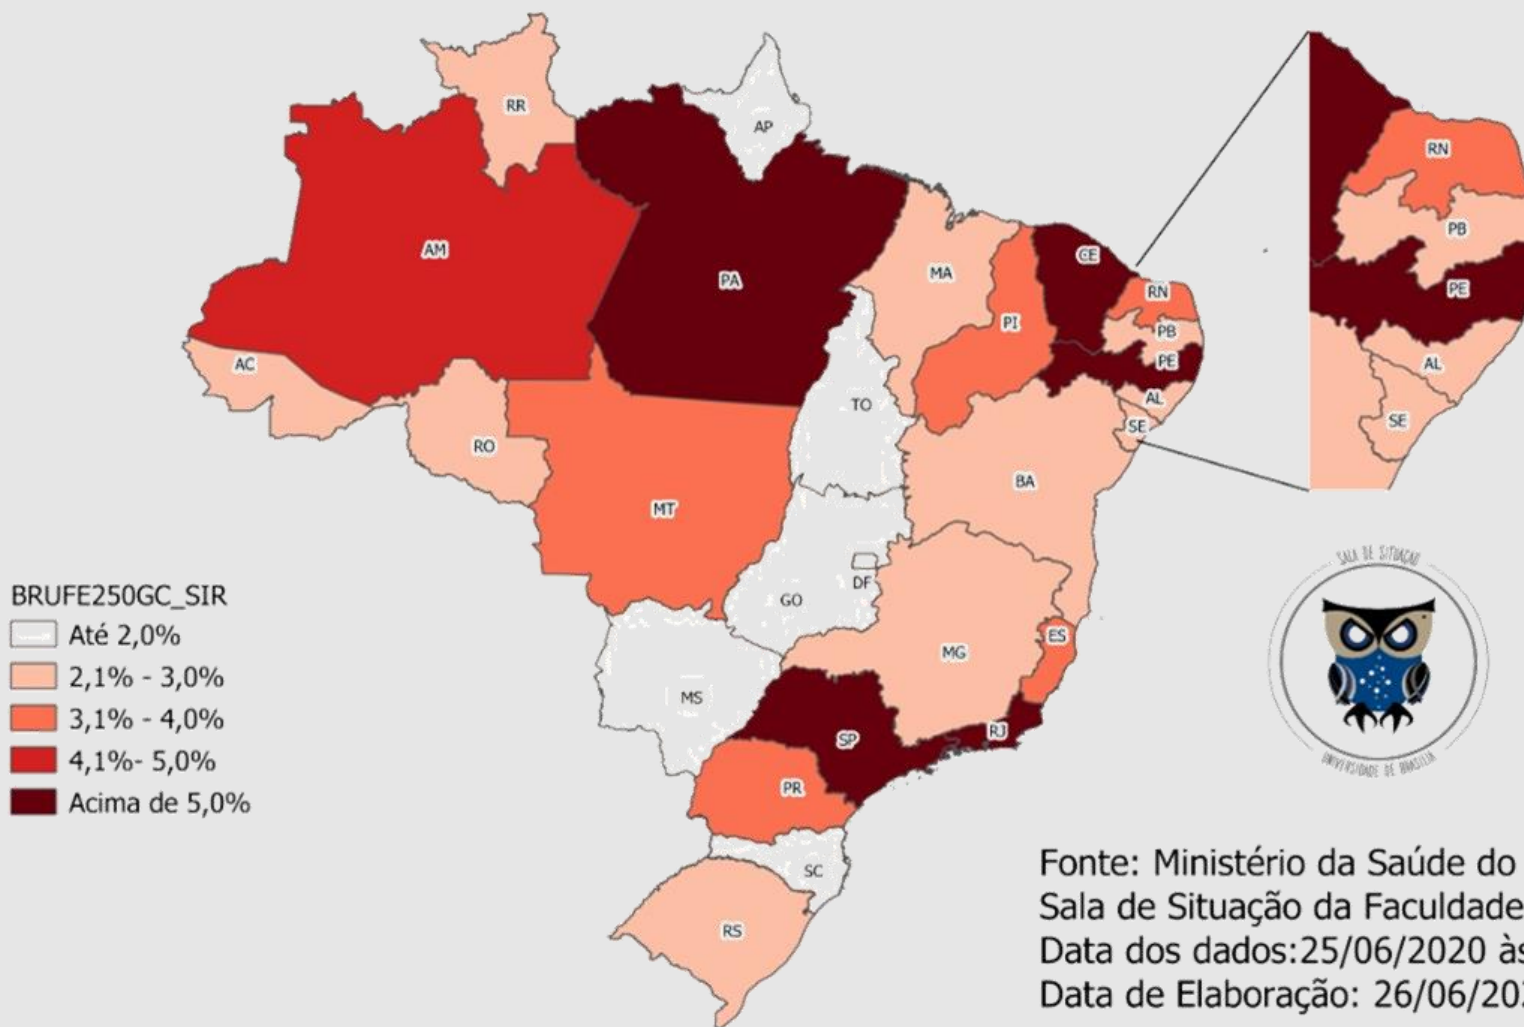 RR
AP
AM
PA
MA
CE
RN
PI
PB
PE
AC
AL
TO
SE
RO
BA
MT
DF
GO
ES
MG
MS
RJ
SP
PR
SC
RS
RN
PB
PE
AL
SE
BRUFE250GC_SIR
Até 2,0%
2,1% - 3,0%
3,1% - 4,0%
4,1%- 5,0%
Acima de 5,0%
SALA DE SITUAÇÃO
UNIVERSIDADE DE BRASÍLIA
Fonte: Ministério da Saúde do
Sala de Situação da Faculdade
Data dos dados:25/06/2020 às
Data de Elaboração: 26/06/202